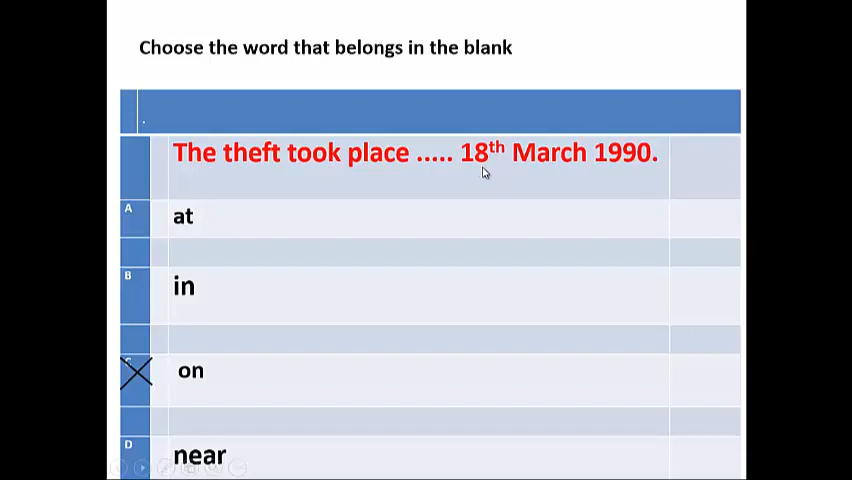 Choose the word that belongs in the blank
.
The theft took place ..... 18th March 1990.
A
at
B
in
on
D
near